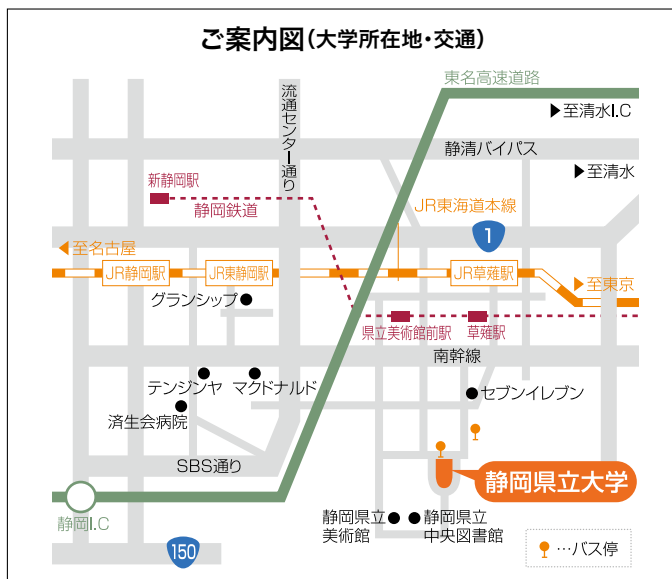 ご案内図(大学所在地・交通)
東名高速道路
流通センター通り
▶至清水I.C
静清バイパス
▶至清水
新静岡駅
静岡鉄道
JR東海道本線
1
◀至名古屋
JR静岡駅
JR東静岡駅
JR草薙駅
▶至東京
グランシップ
県立美術館前駅
草薙駅
南幹線
テンジンヤ
マクドナルド
セブンイレブン
済生会病院
SBS通り
静岡県立大学
静岡I.C
静岡県立
美術館
静岡県立
中央図書館
150
…バス停